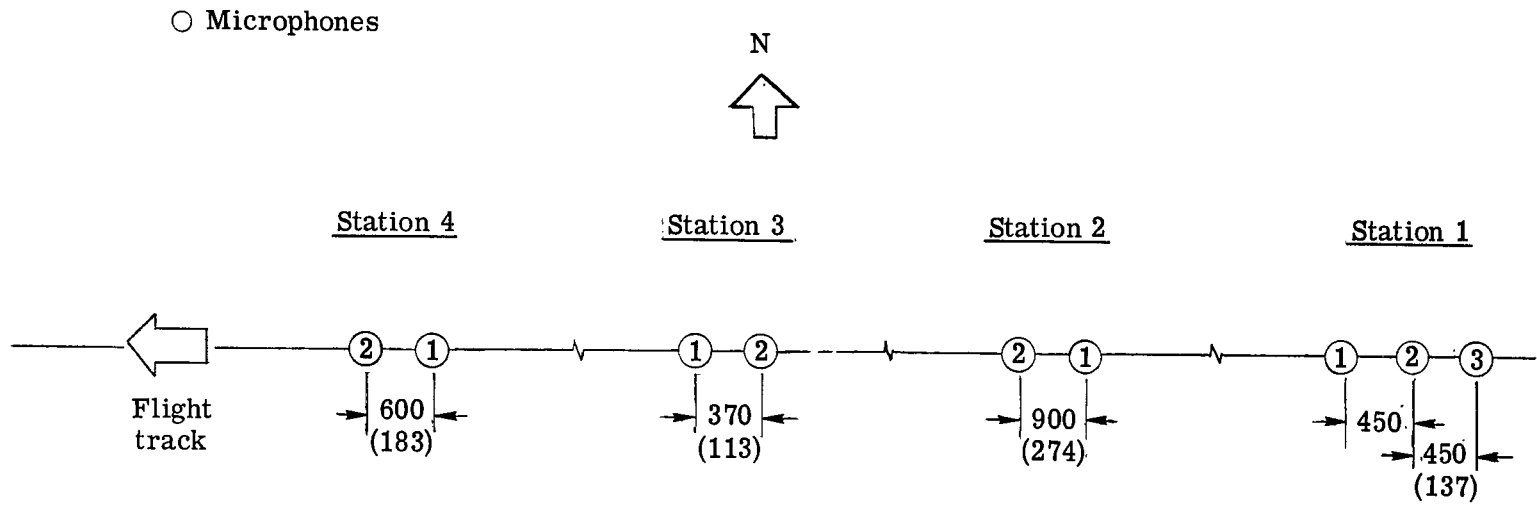 ○ Microphones
N
Station 4
Station 3
Station 2
Station 1
2 1
1 2
2 1
1 2 3
Flight
track
600
(183)
370
(113)
900
(274)
450
450
(137)